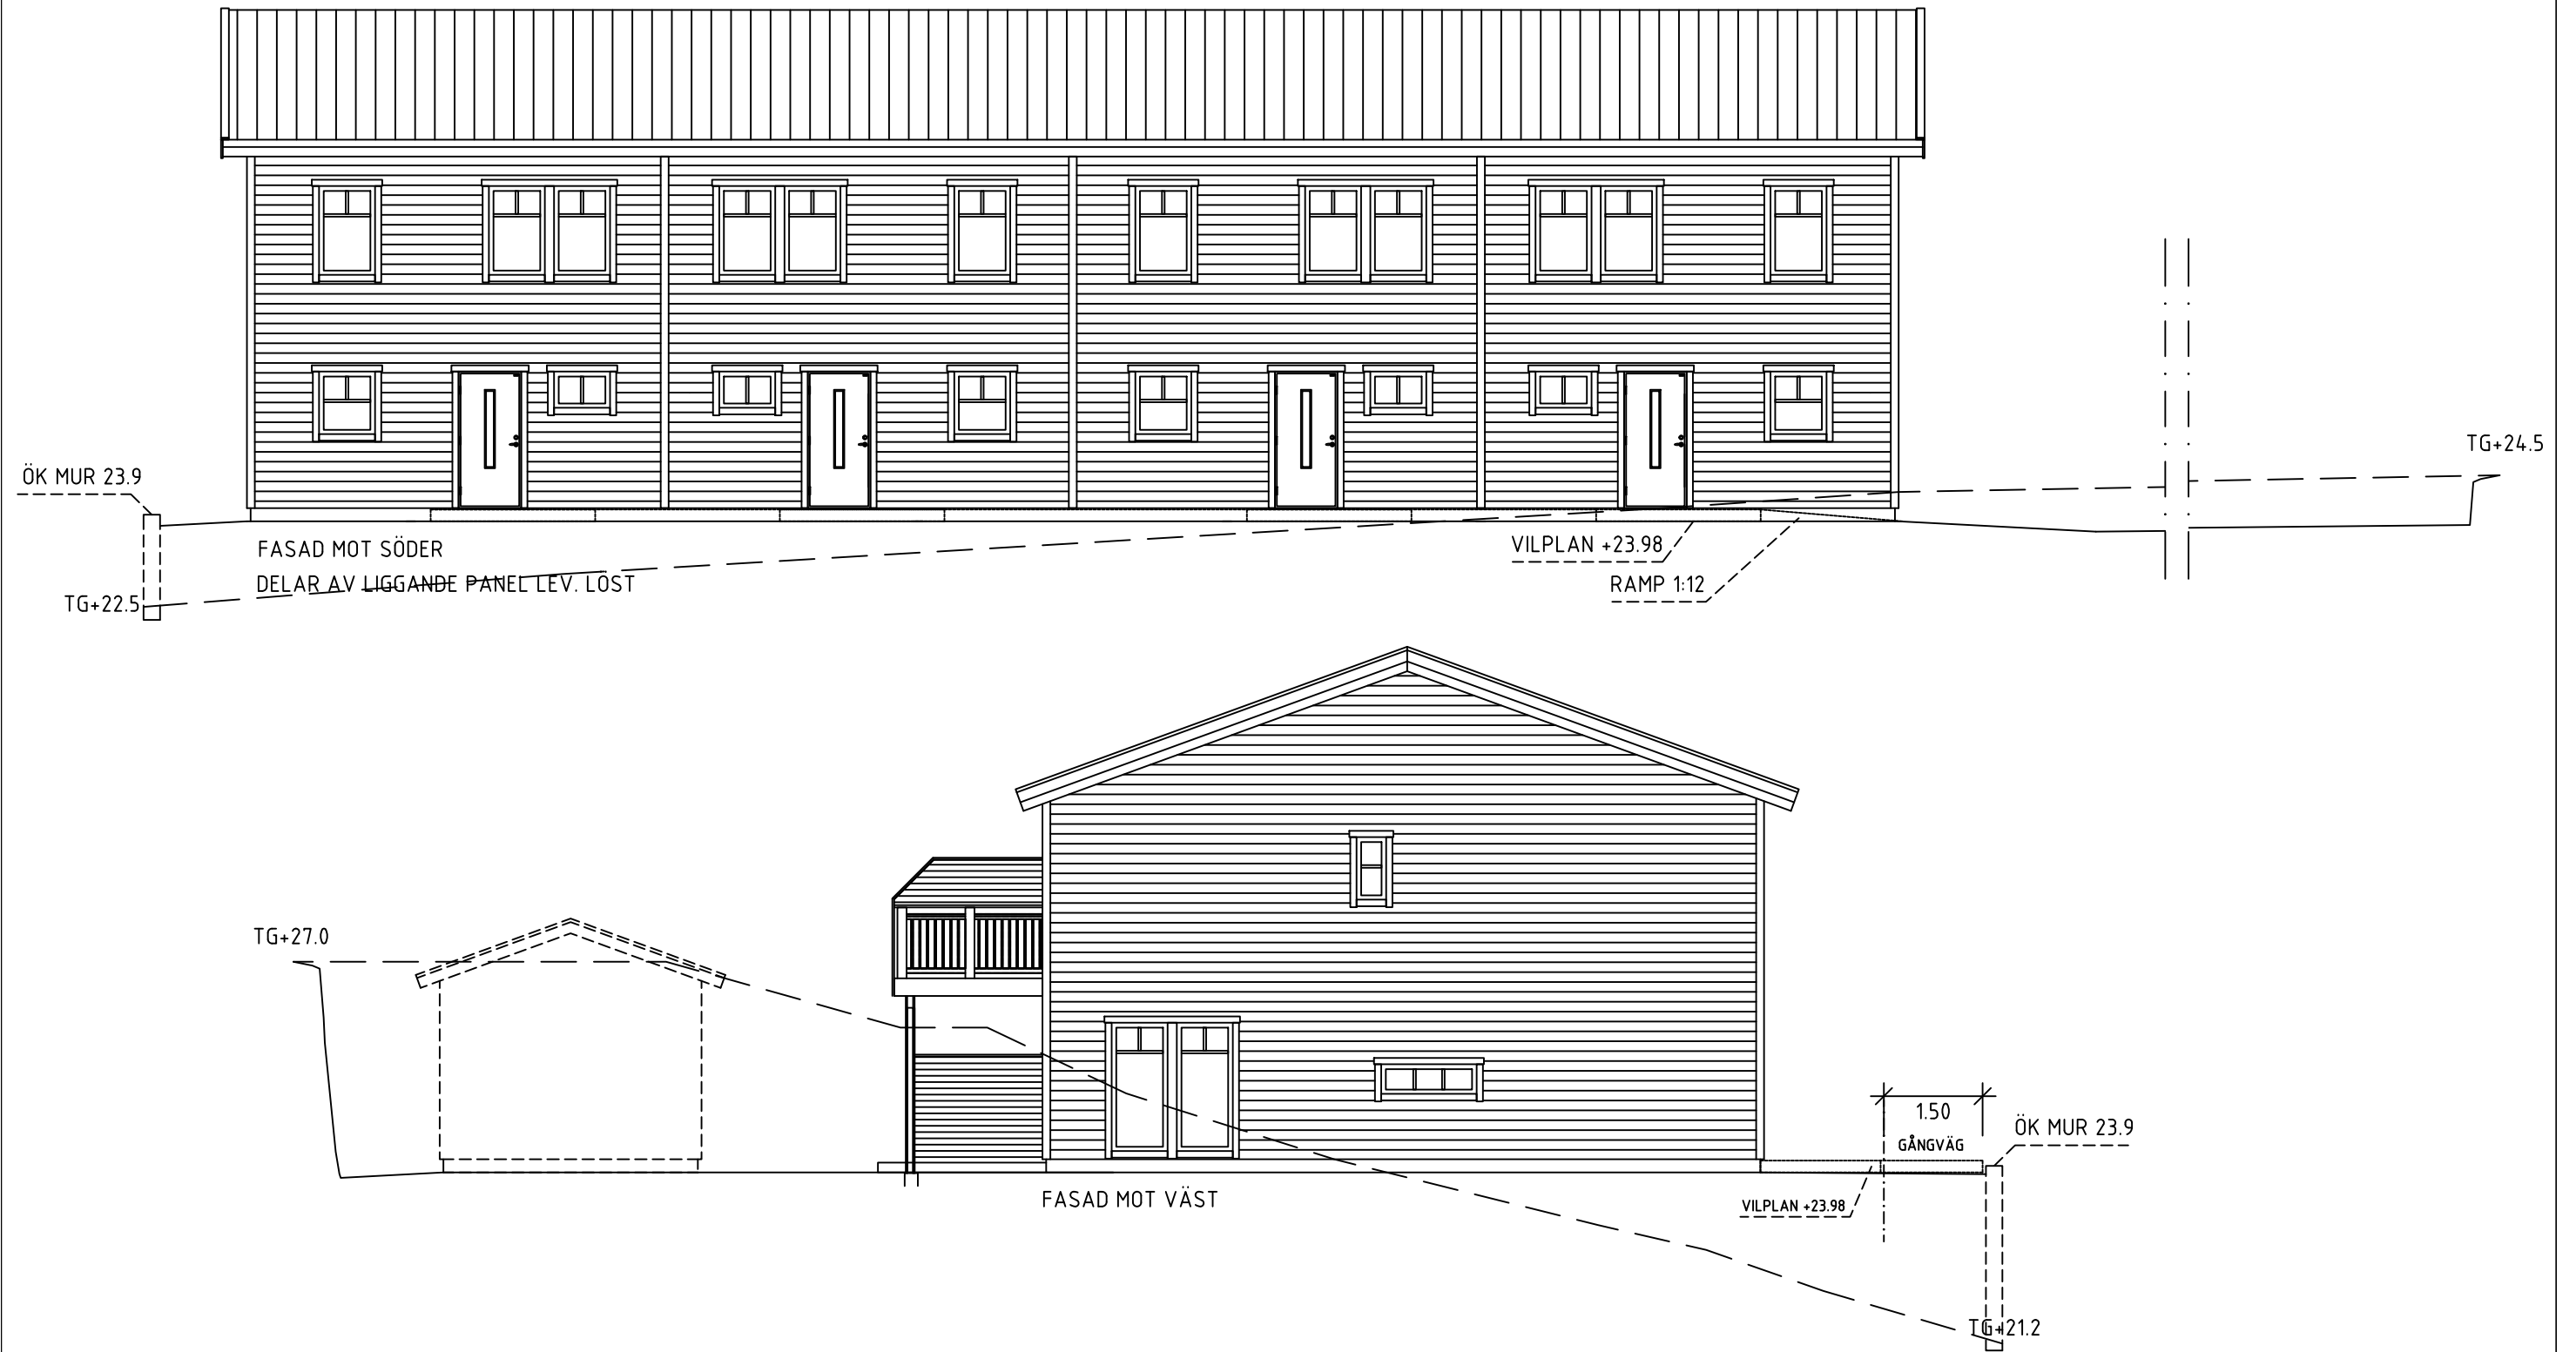 TG+24.5
ÖK MUR 23.9
FASAD MOT SÖDER
DELAR AV LIGGANDE PANEL LEV. LÖST
TG+22.5
VILPLAN +23.98
RAMP 1:12
TG+27.0
1.50
GÅNGVÄG
ÖK MUR 23.9
FASAD MOT VÄST
VILPLAN +23.98
TG+21.2